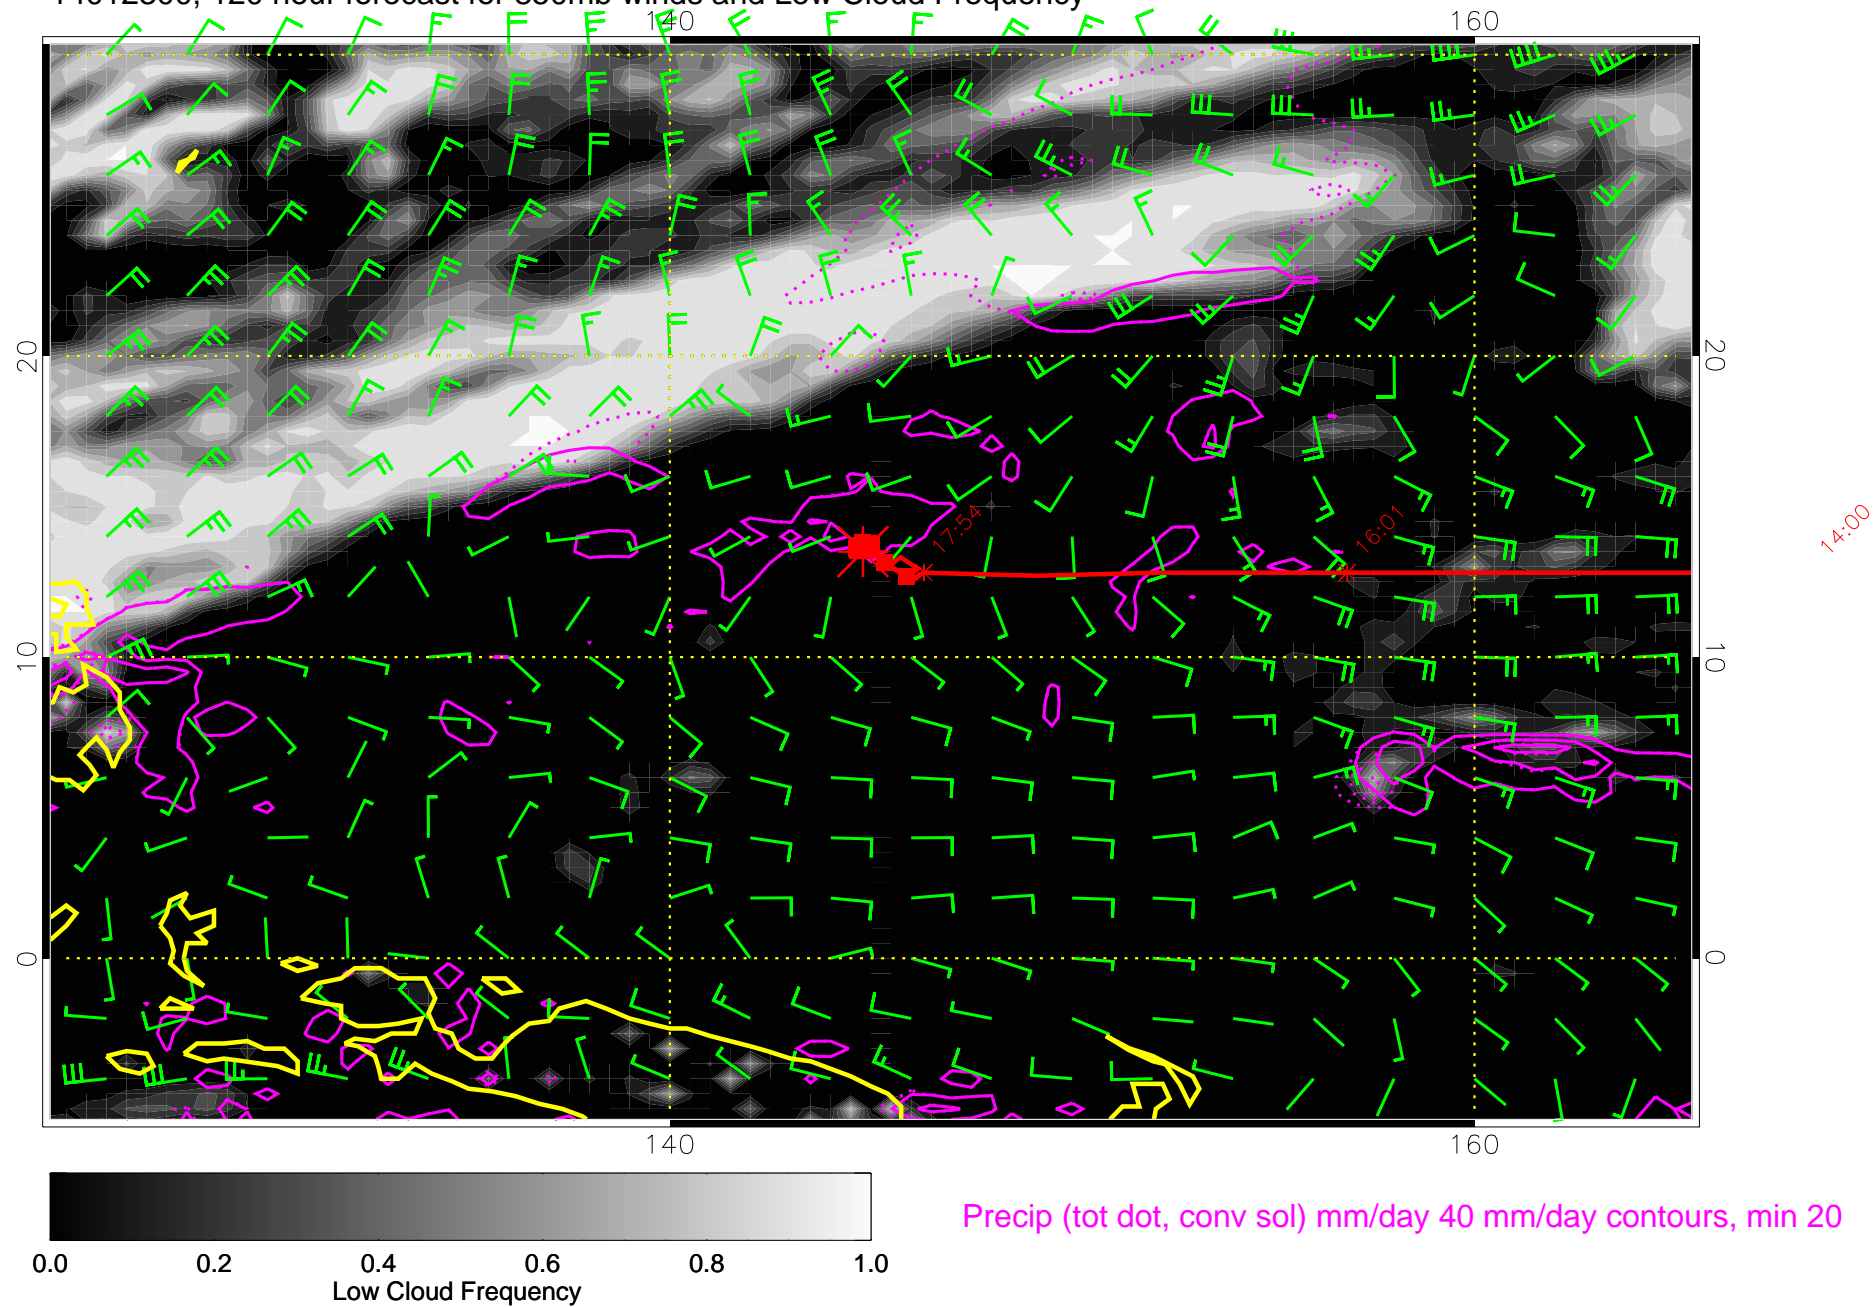 140 160
20 20
17:54 16:01 14:00
10 10
0 0
140 160
Precip (tot dot, conv sol) mm/day 40 mm/day contours, min 20
0.0 0.2 0.4 0.6 0.8 1.0
Low Cloud Frequency